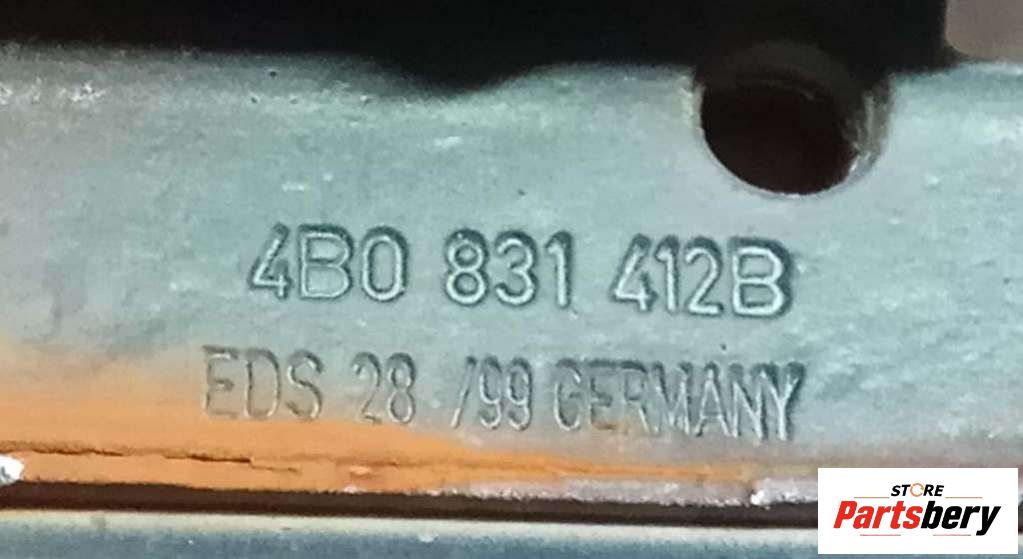 4B0 831 412B
EDS 28 /99 GERMANY
STORE
Partsbery